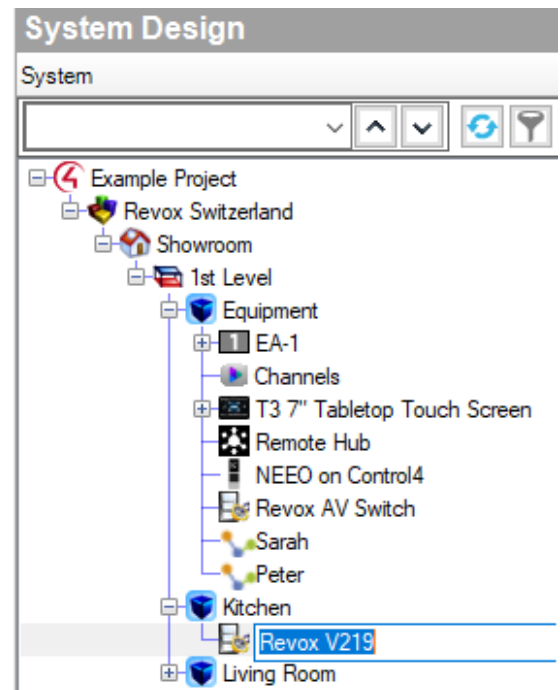 System Design
System
Example Project
Revox Switzerland
Showroom
1st Level
Equipment
1 EA-1
Channels
T3 7" Tabletop Touch Screen
Remote Hub
NEEO on Control4
Revox AV Switch
Sarah
Peter
Kitchen
Revox V219
Living Room